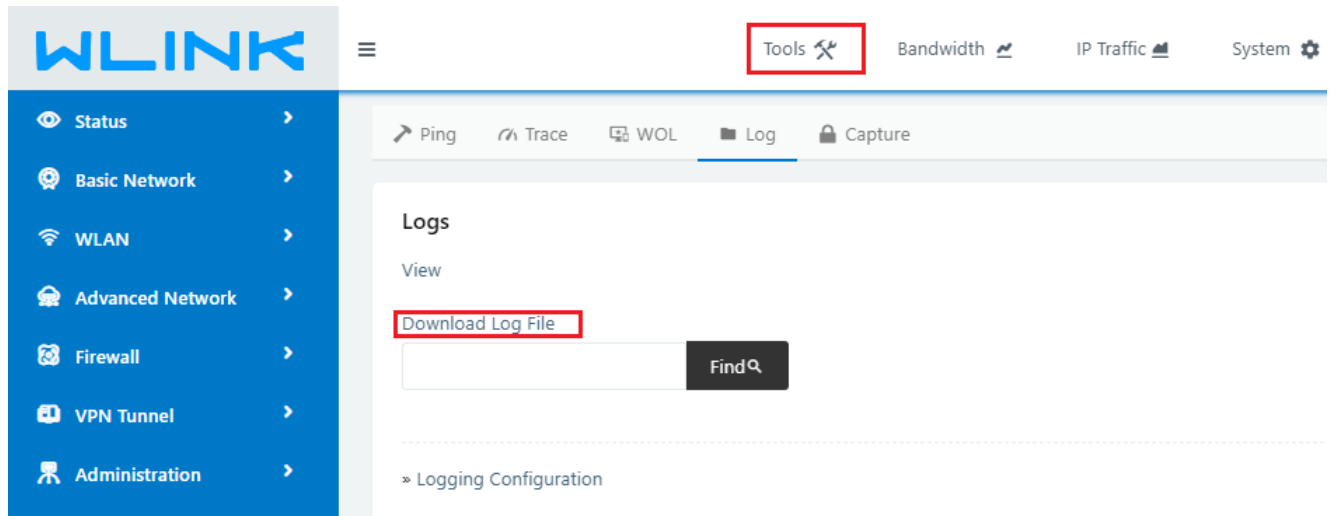 WLINK
Tools Bandwidth IP Traffic System
Status
Basic Network
WLAN
Advanced Network
Firewall
VPN Tunnel
Administration
Ping Trace WOL Log Capture
Logs
View
Download Log File
Find
» Logging Configuration